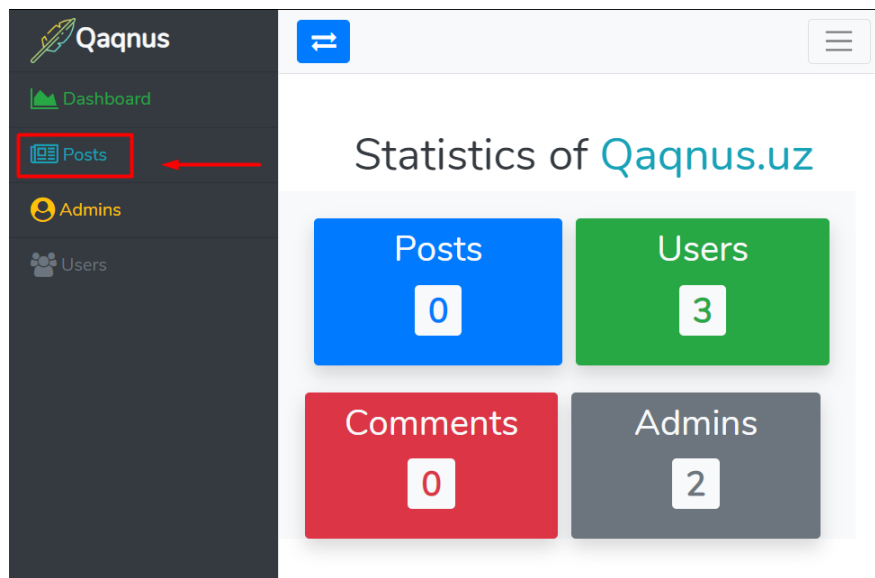 Qaqnus
Dashboard
Posts
Admins
Users
Statistics of Qaqnus.uz
Posts
0
Users
3
Comments
0
Admins
2